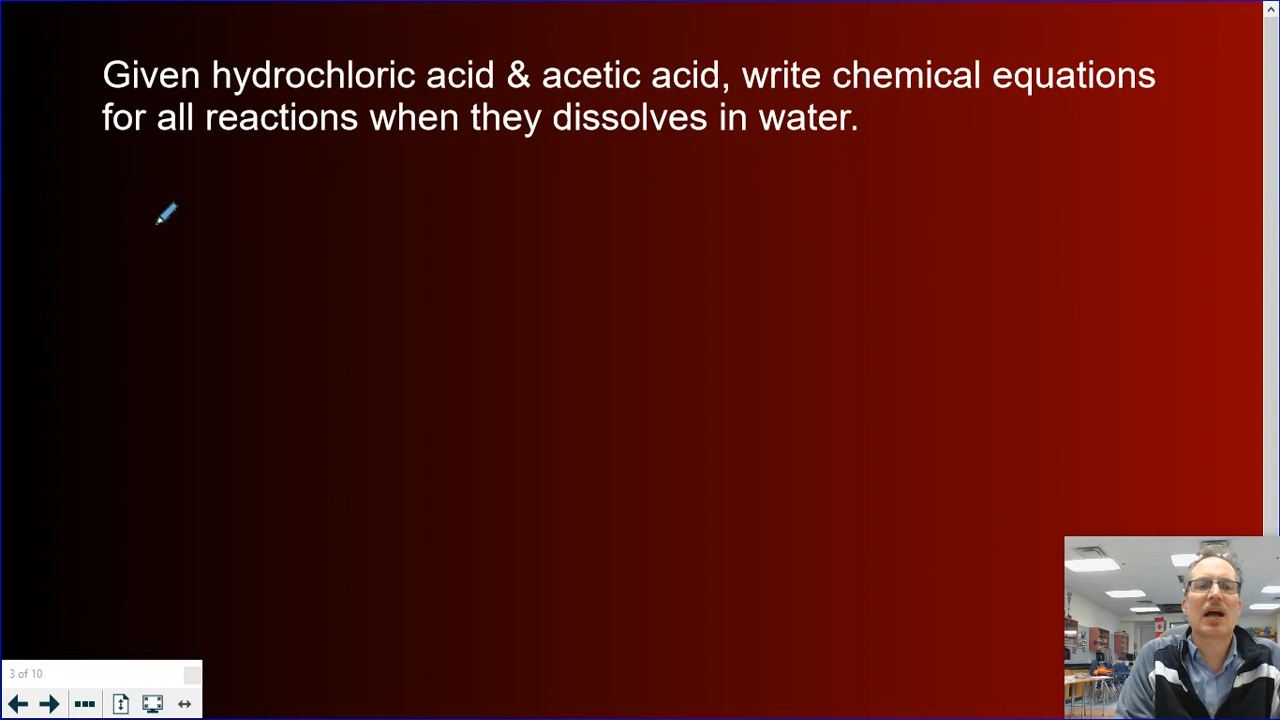 Given hydrochloric acid & acetic acid, write chemical equations
for all reactions when they dissolves in water.
3 of 10